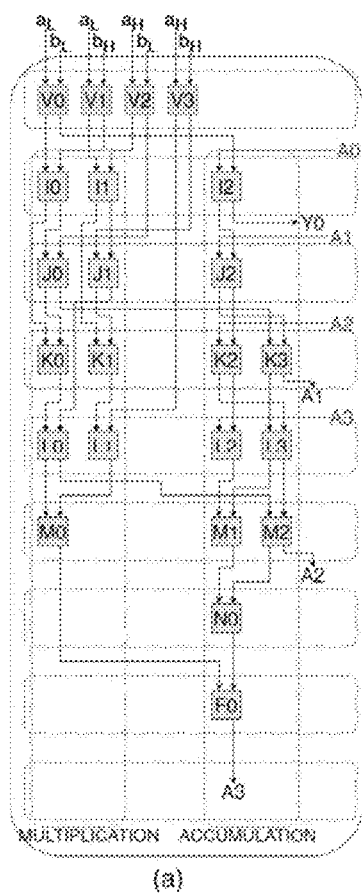 aL aL aH aH
bL bH bL bH
V0 V1 V2 V3
A0
I0 I1 I2
Y0
A1
J0 J1 J2
A2
K0 K1 K2 K3
A1
A3
L0 L1 L2 L3
M0 M1 M2
A2
N0
F0
A3
MULTIPLICATION ACCUMULATION
(a)